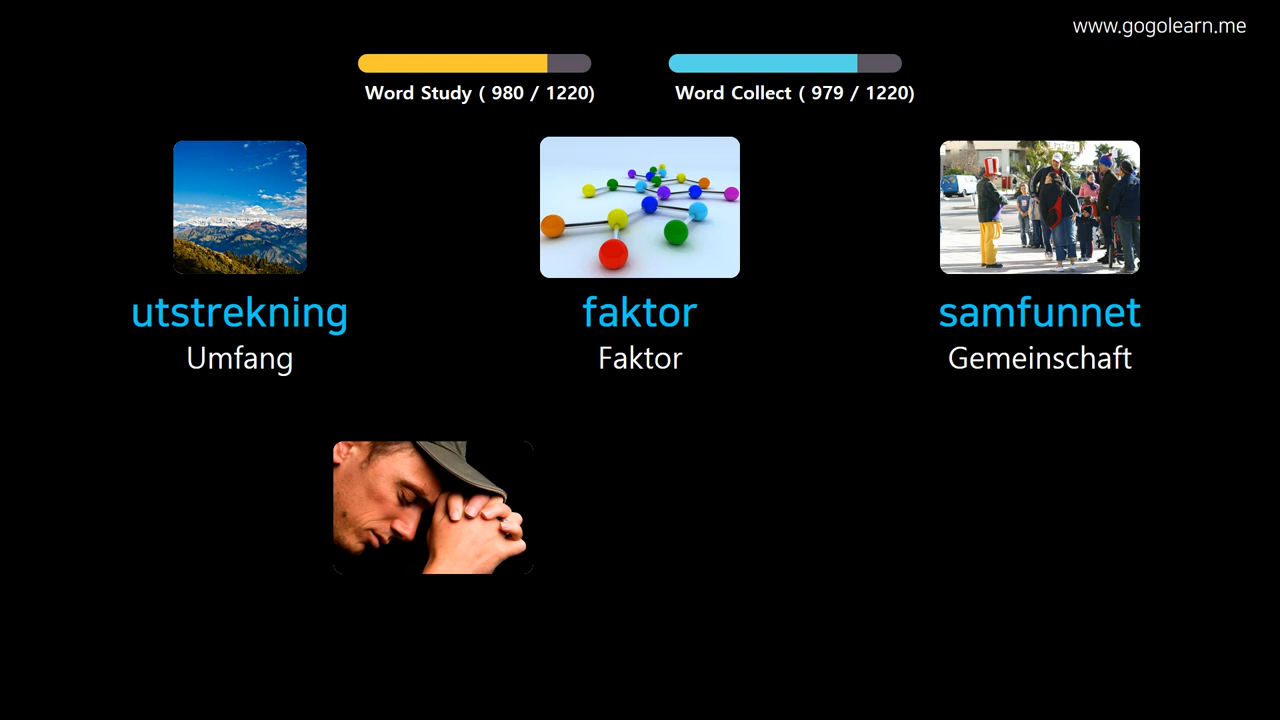 www.gogolearn.me
Word Study ( 980 / 1220)
Word Collect ( 979 / 1220)
utstrekning
faktor
samfunnet
Umfang
Faktor
Gemeinschaft